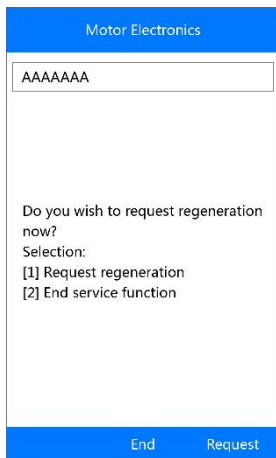 Motor Electronics
AAAAAAA
Do you wish to request regeneration
now?
Selection:
[1] Request regeneration
[2] End service function
End Request